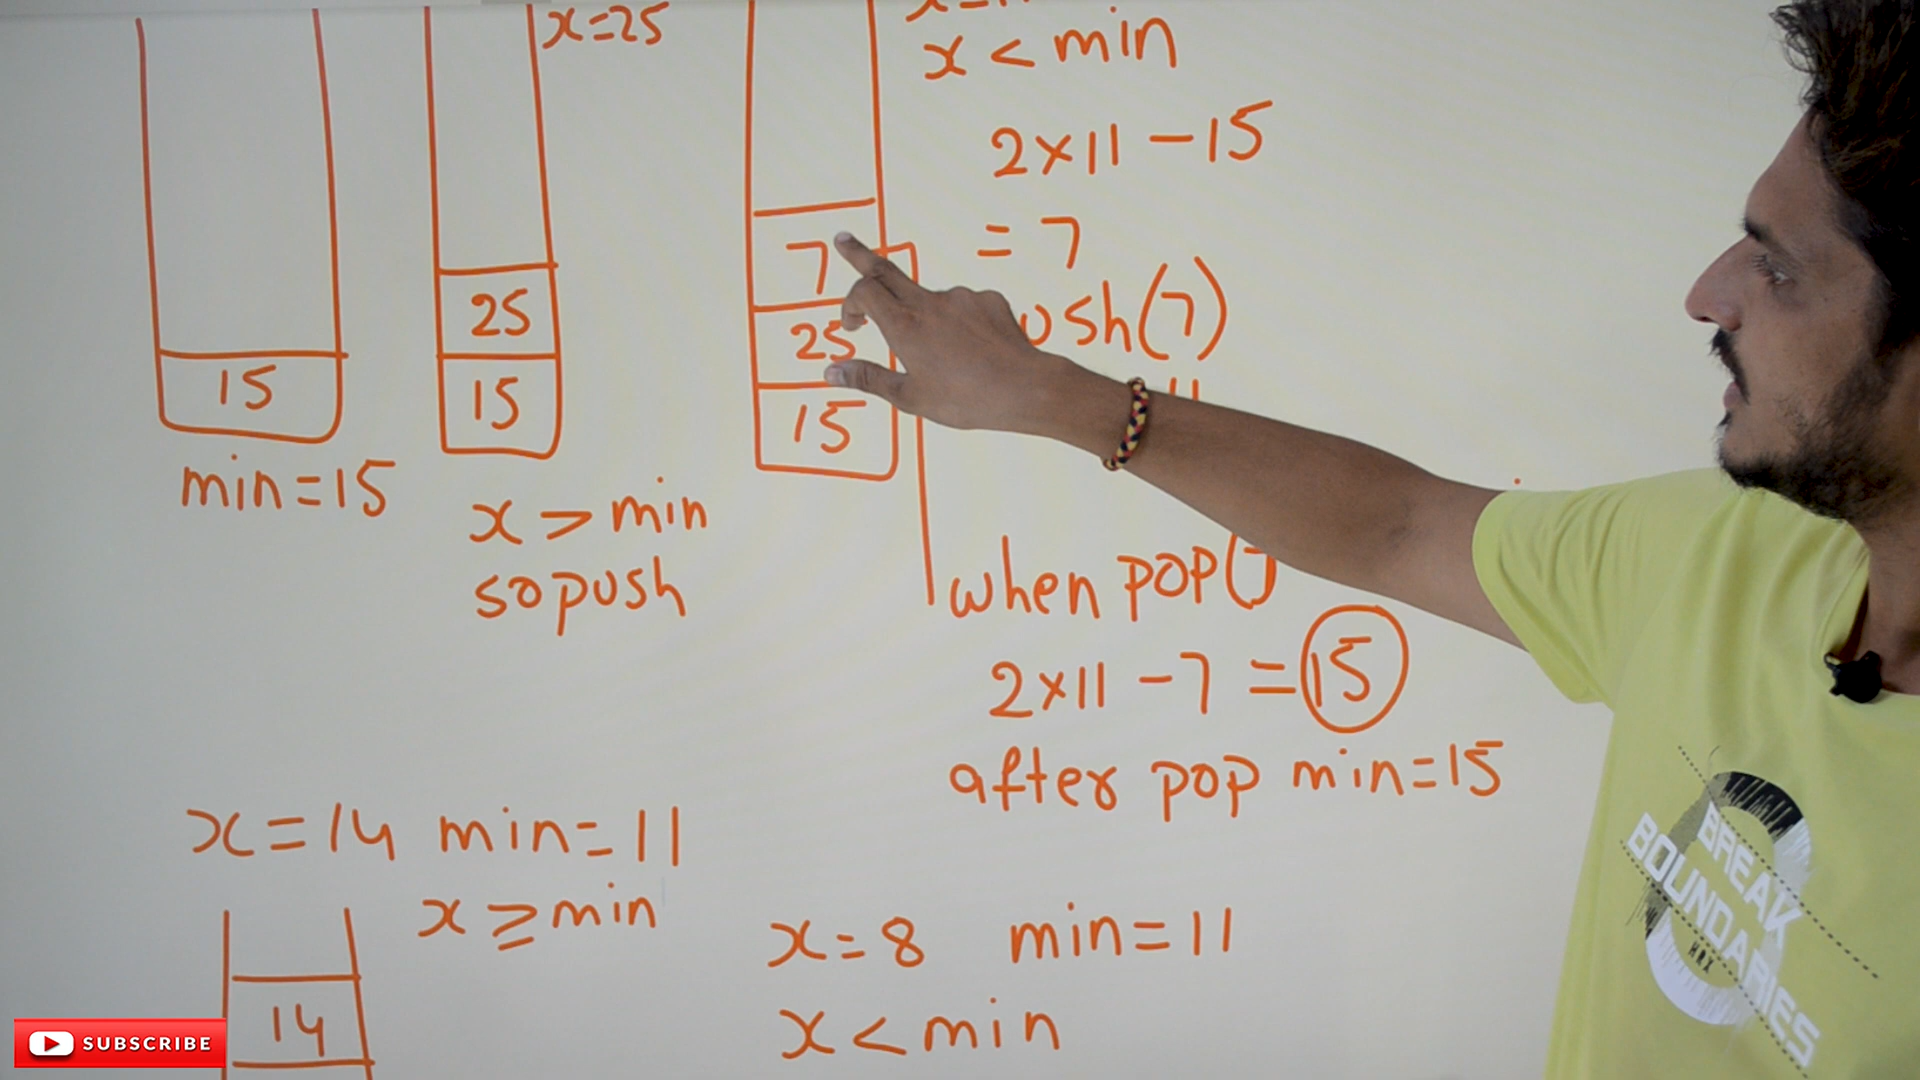 x=25
x < min
2×11 - 15
= 7
push(7)
7
25
15
25
15
15
min=15
x > min
so push
when pop()
2×11 - 7 = 15
after pop min=15
x = 14 min = 11
x ≥ min
14
x = 8 min = 11
x < min
SUBSCRIBE
BREAK
BOUNDARIES
HRX